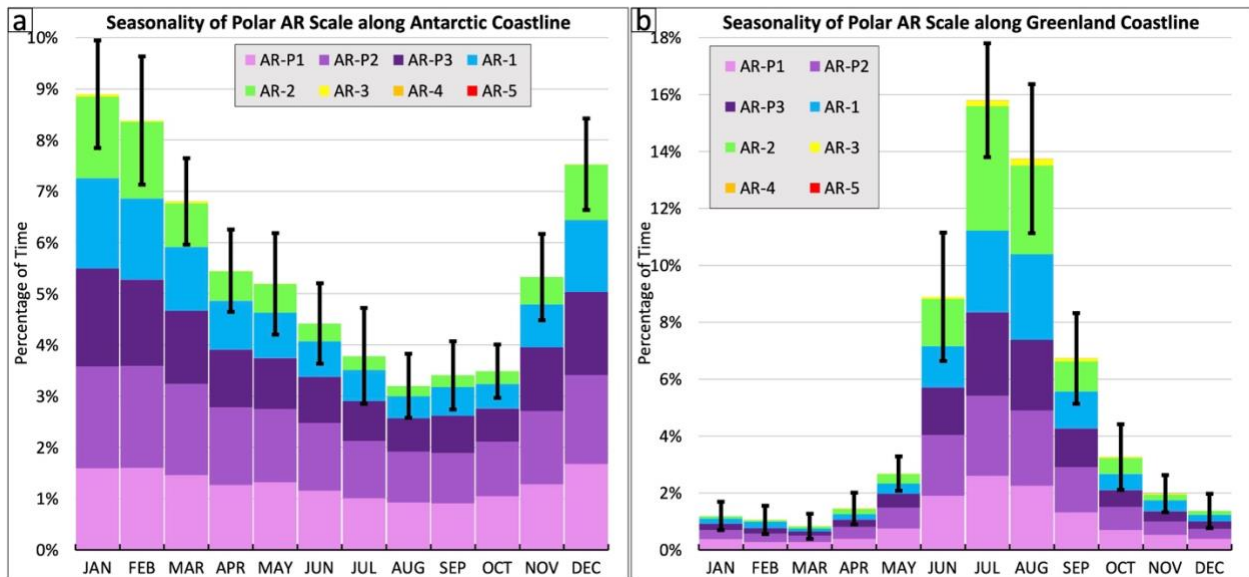 a
Seasonality of Polar AR Scale along Antarctic Coastline
10%
9%
8%
7%
6%
5%
4%
3%
2%
1%
0%
Percentage of Time
AR-P1 AR-P2 AR-P3 AR-1
AR-2 AR-3 AR-4 AR-5
JAN FEB MAR APR MAY JUN JUL AUG SEP OCT NOV DEC
b
Seasonality of Polar AR Scale along Greenland Coastline
18%
16%
14%
12%
10%
8%
6%
4%
2%
0%
Percentage of Time
AR-P1 AR-P2
AR-P3 AR-1
AR-2 AR-3
AR-4 AR-5
JAN FEB MAR APR MAY JUN JUL AUG SEP OCT NOV DEC